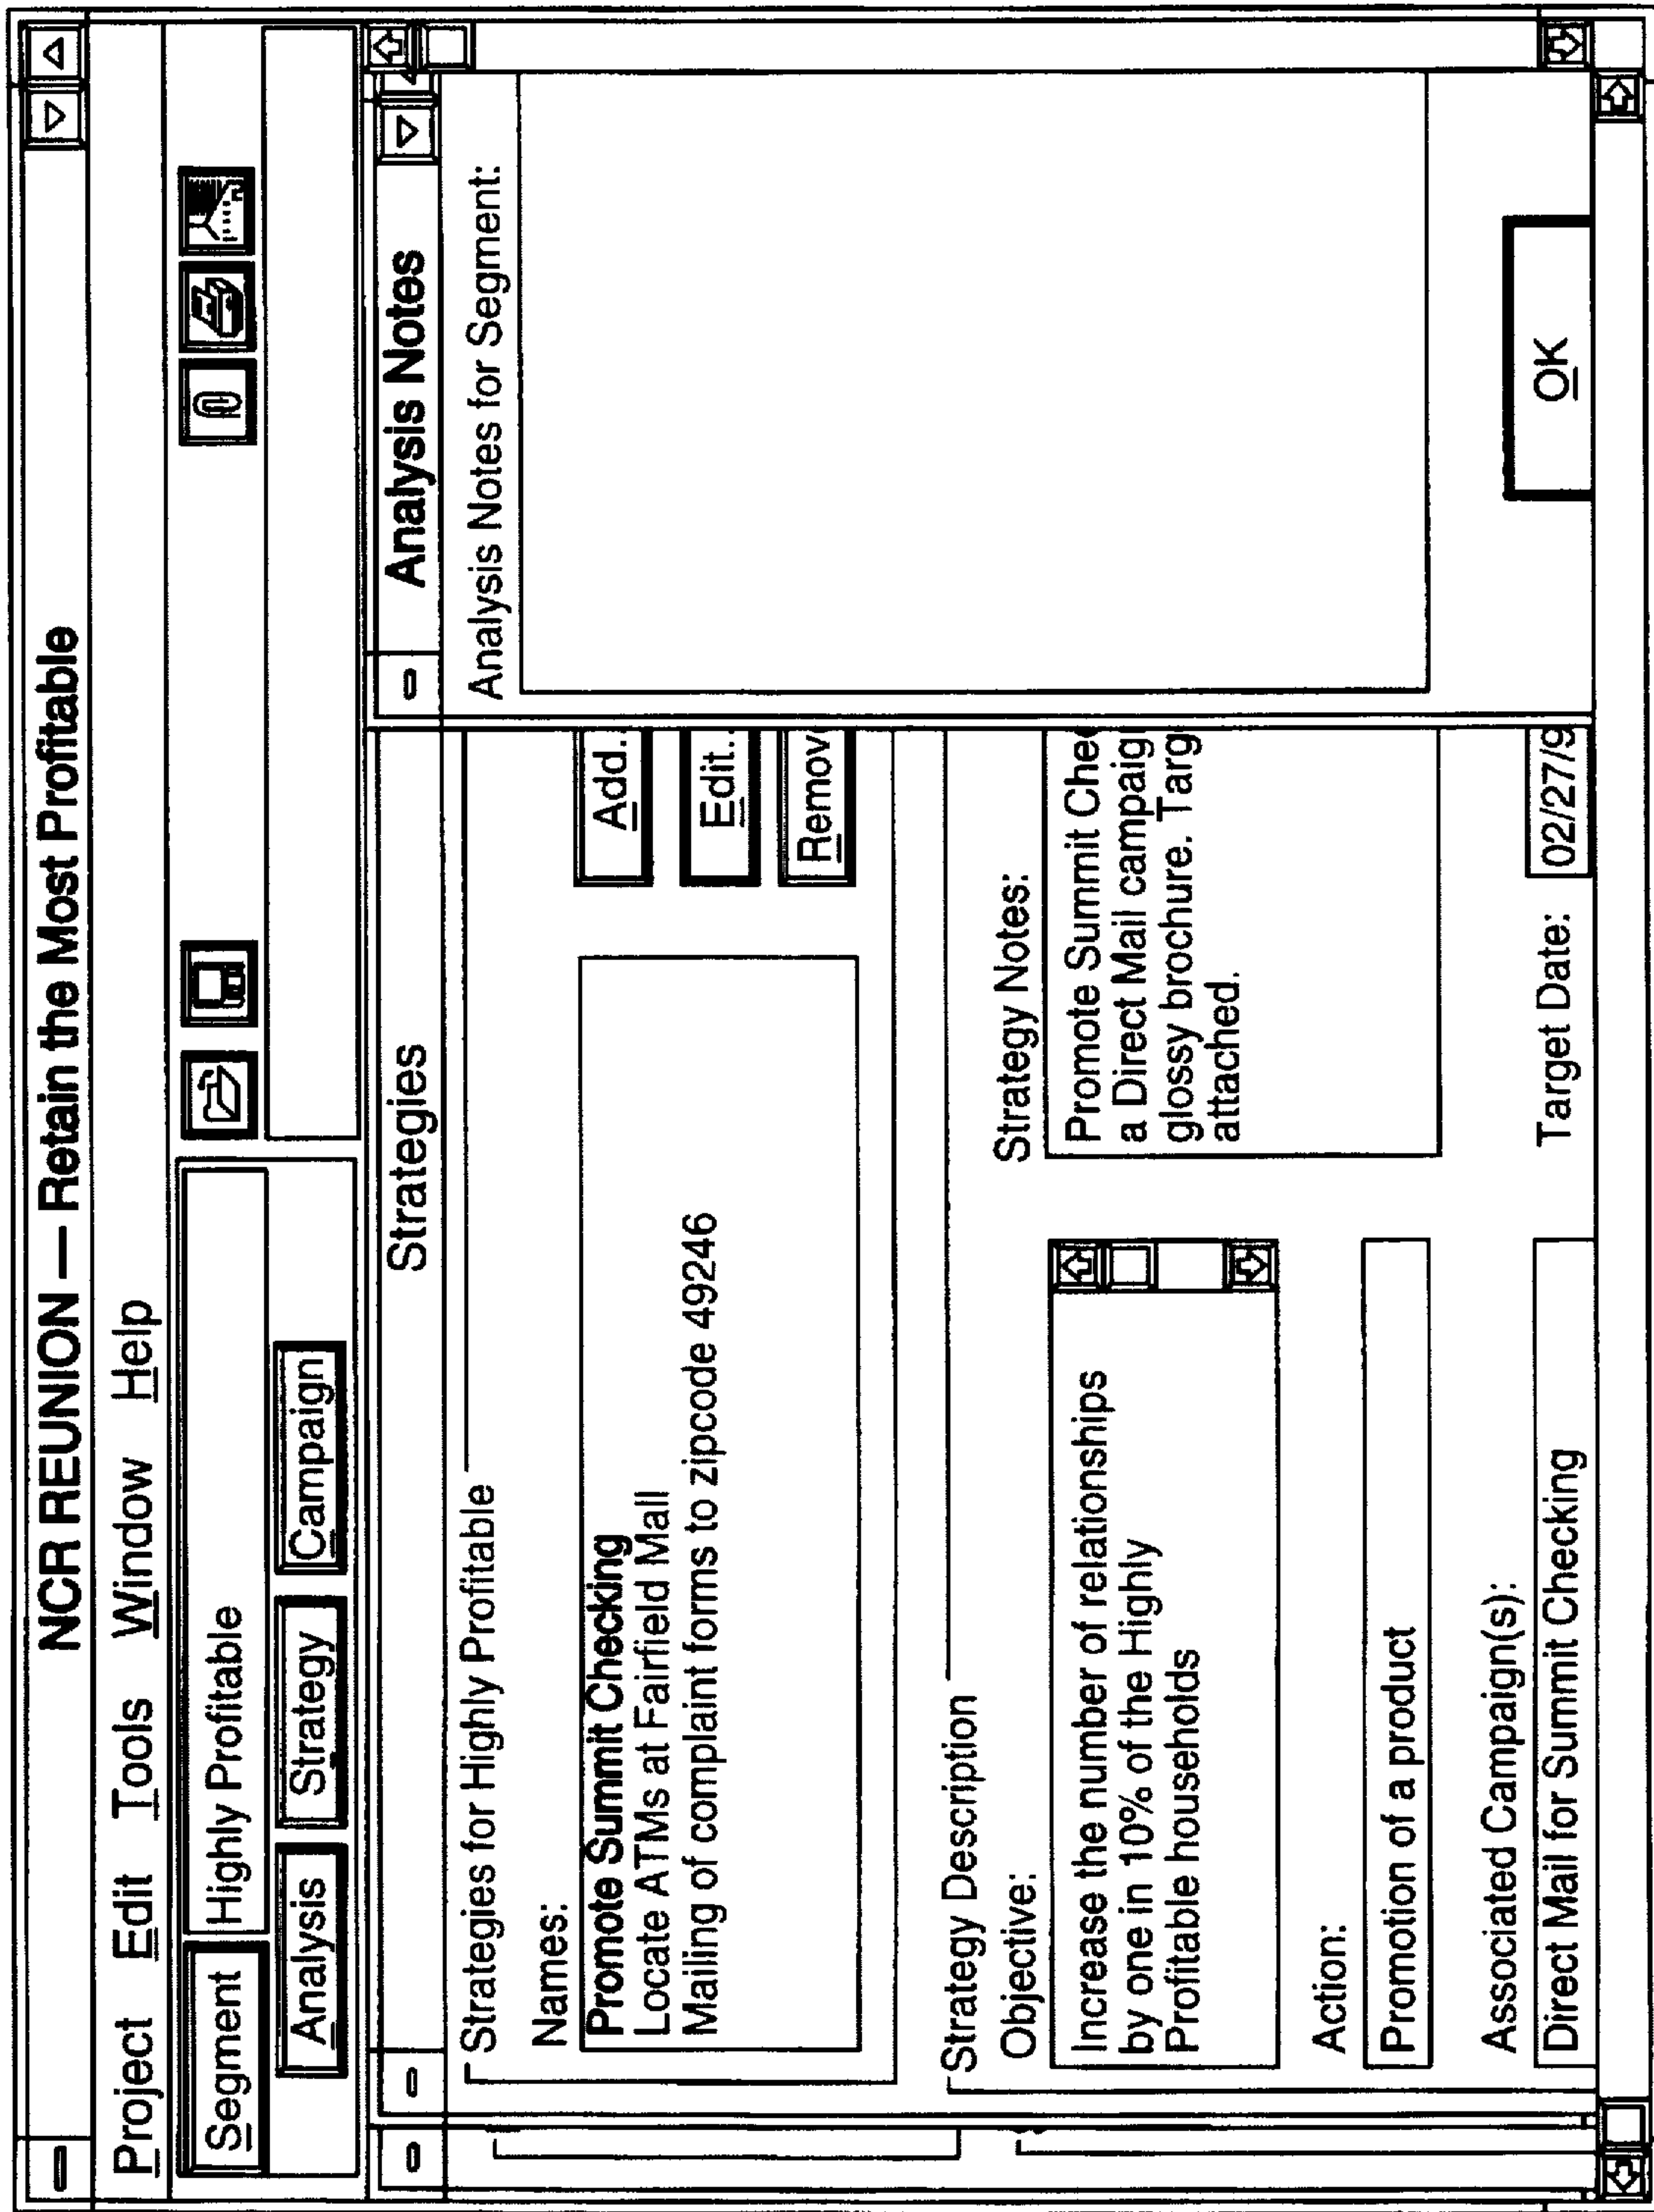 NCR REUNION — Retain the Most Profitable
Project Edit Tools Window Help
Segment Highly Profitable
Analysis Strategy Campaign
Strategies
Strategies for Highly Profitable
Names:
Promote Summit Checking
Locate ATMs at Fairfield Mall
Mailing of complaint forms to zipcode 49246
Add..
Edit..
Remov
Strategy Description
Objective:
Increase the number of relationships
by one in 10% of the Highly
Profitable households
Action:
Promotion of a product
Associated Campaign(s):
Direct Mail for Summit Checking
Strategy Notes:
Promote Summit Chec
a Direct Mail campaig
glossy brochure. Targ
attached.
Target Date: 02/27/9
Analysis Notes
Analysis Notes for Segment:
OK